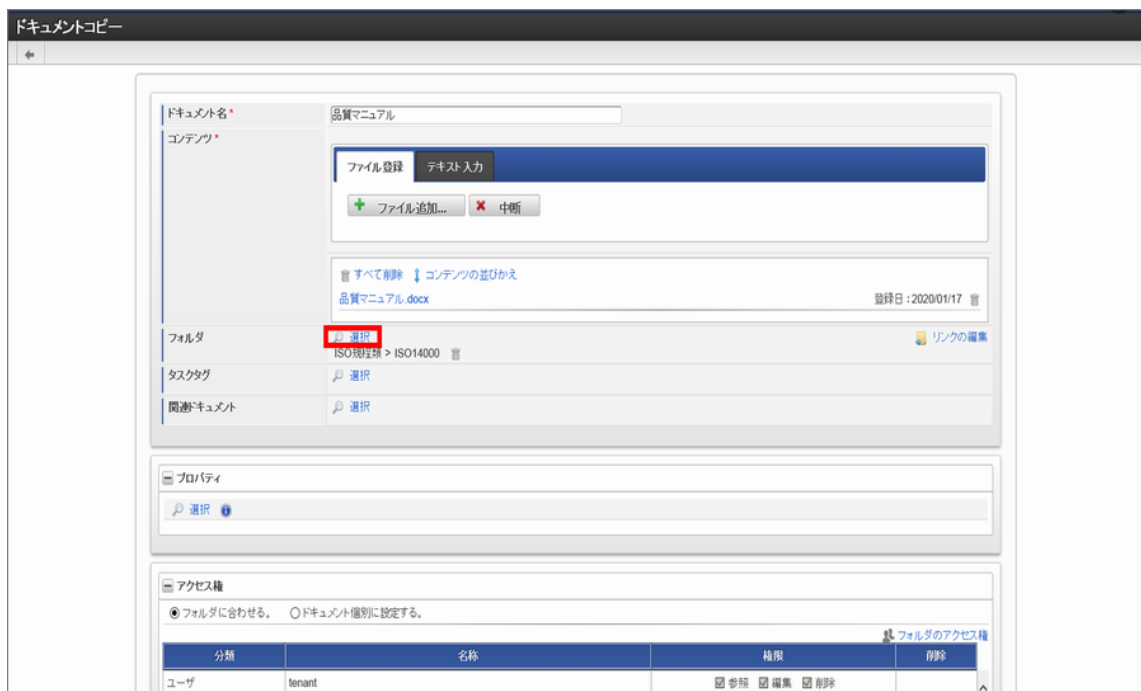 ドキュメントコピー
ドキュメント名*
品質マニュアル
コンテンツ*
ファイル登録 テキスト入力
ファイル追加... 中断
すべて削除 コンテンツの並びかえ
品質マニュアル.docx 登録日:2020/01/17
フォルダ 選択 リンクの編集
ISO規程類 > ISO14000
タスクタグ 選択
関連ドキュメント 選択
プロパティ
選択
アクセス権
フォルダに合わせる。 ドキュメント個別に設定する。
フォルダのアクセス権
分類 名称 権限 削除
ユーザ tenant 参照 編集 削除